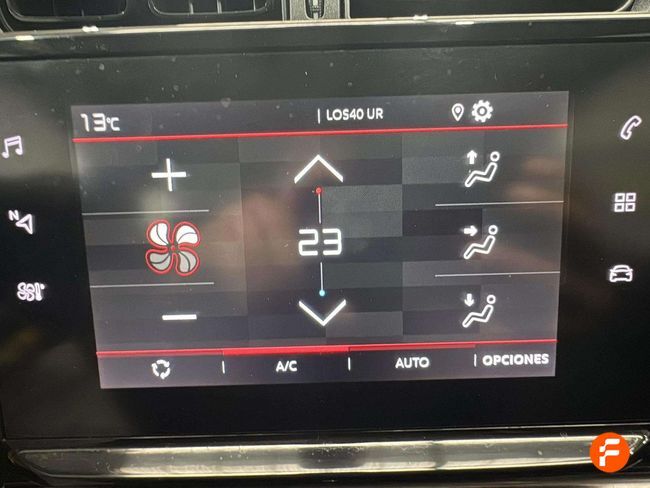 13°C
LOS40 UR
N
23
A/C
AUTO
OPCIONES